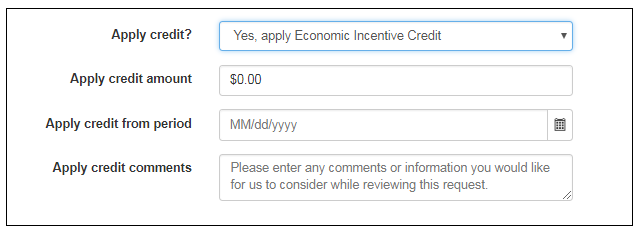 Apply credit? Yes, apply Economic Incentive Credit
Apply credit amount $0.00
Apply credit from period MM/dd/yyyy
Apply credit comments Please enter any comments or information you would like
for us to consider while reviewing this request.